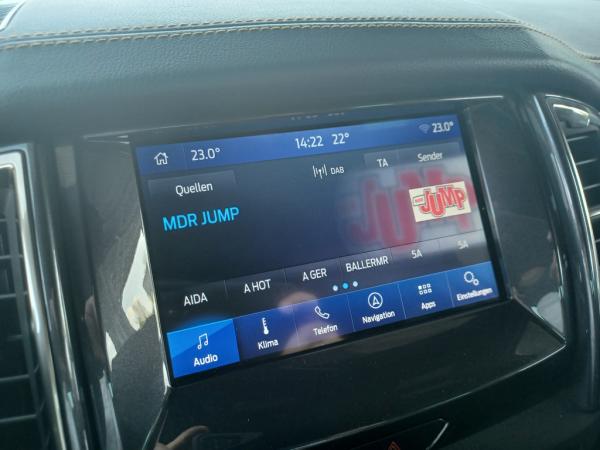 23.0° 14:22 22° 23.0°
Quellen DAB TA Sender
MDR JUMP
JUMP
AIDA A HOT A GER BALLERMR 5A 5A
Audio Klima Telefon Navigation Apps Einstellungen